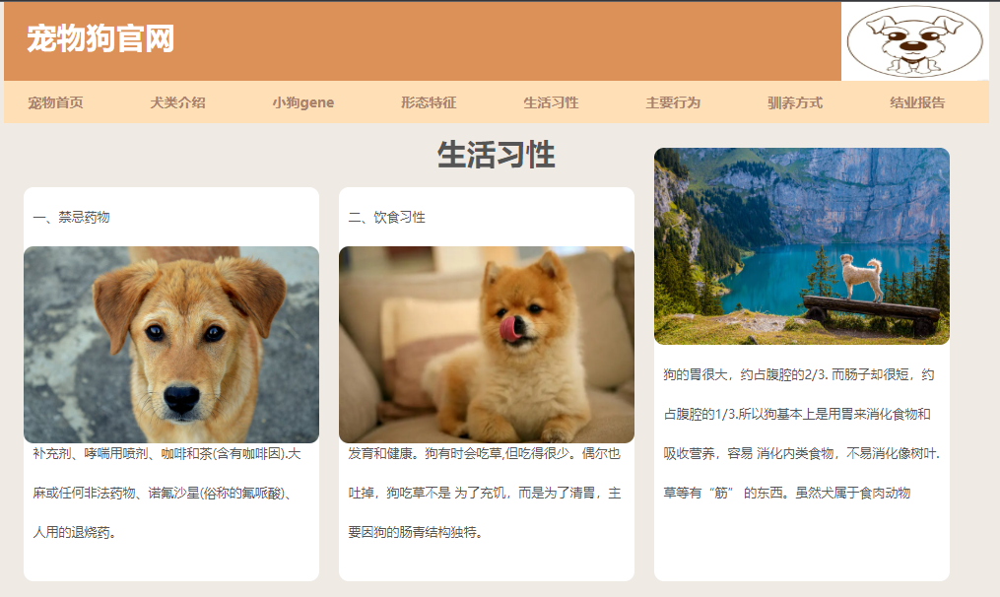 宠物狗官网
宠物首页 犬类介绍 小狗gene 形态特征 生活习性 主要行为 驯养方式 结业报告
生活习性
一、禁忌药物
补充剂、哮喘用喷剂、咖啡和茶(含有咖啡因).大
麻或任何非法药物、诺氟沙星(俗称的氟哌酸)、
人用的退烧药。
二、饮食习性
发育和健康。狗有时会吃草,但吃得很少。偶尔也
吐掉，狗吃草不是 为了充饥，而是为了清胃，主
要因狗的肠青结构独特。
狗的胃很大，约占腹腔的2/3. 而肠子却很短，约
占腹腔的1/3.所以狗基本上是用胃来消化食物和
吸收营养，容易 消化内类食物，不易消化像树叶.
草等有“筋” 的东西。虽然犬属于食肉动物